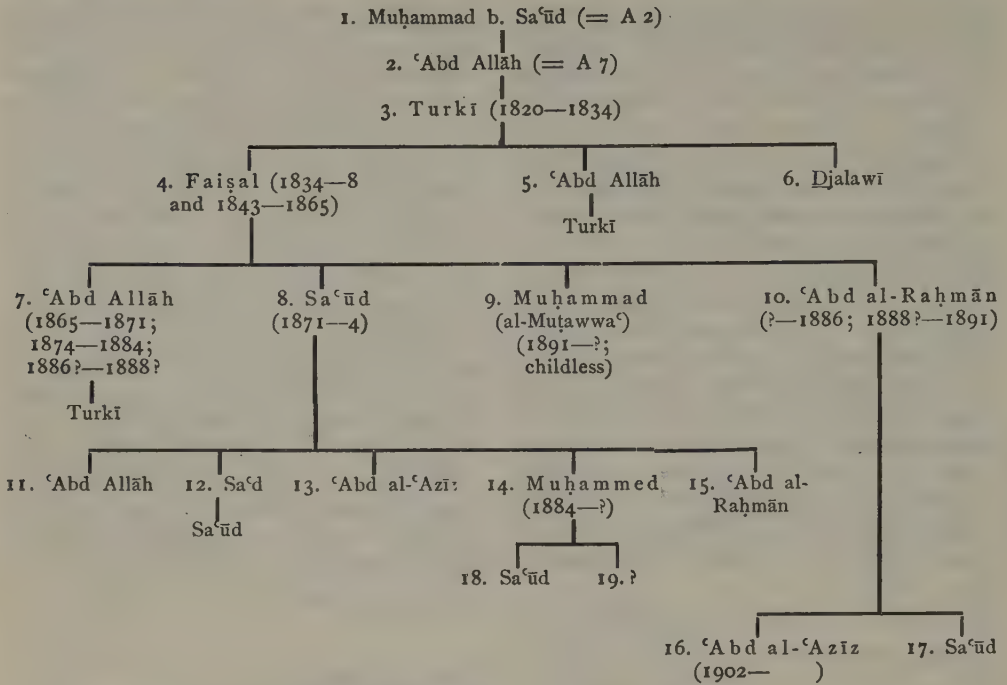 1. Muḥammad b. Saʿūd (= A 2)
2. ʿAbd Allāh (= A 7)
3. Turkī (1820—1834)
4. Faiṣal (1834—8
and 1843—1865)
5. ʿAbd Allāh
Turkī
6. Djalawī
7. ʿAbd Allāh
(1865—1871;
1874—1884;
1886?—1888?
Turkī
8. Saʿūd
(1871—4)
9. Muḥammad
(al-Muṭawwaʿ)
(1891—?;
childless)
10. ʿAbd al-Raḥmān
(?—1886; 1888?—1891)
11. ʿAbd Allāh
12. Saʿd
Saʿūd
13. ʿAbd al-ʿAzīz
14. Muḥammed
(1884—?)
15. ʿAbd al-
Raḥmān
18. Saʿūd
19. ?
16. ʿAbd al-ʿAzīz
(1902— )
17. Saʿūd